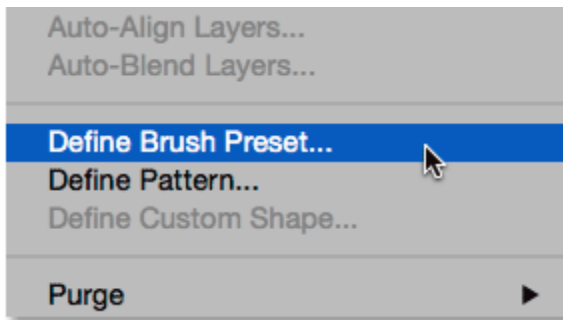 Auto-Align Layers...
Auto-Blend Layers...
Define Brush Preset...
Define Pattern...
Define Custom Shape...
Purge